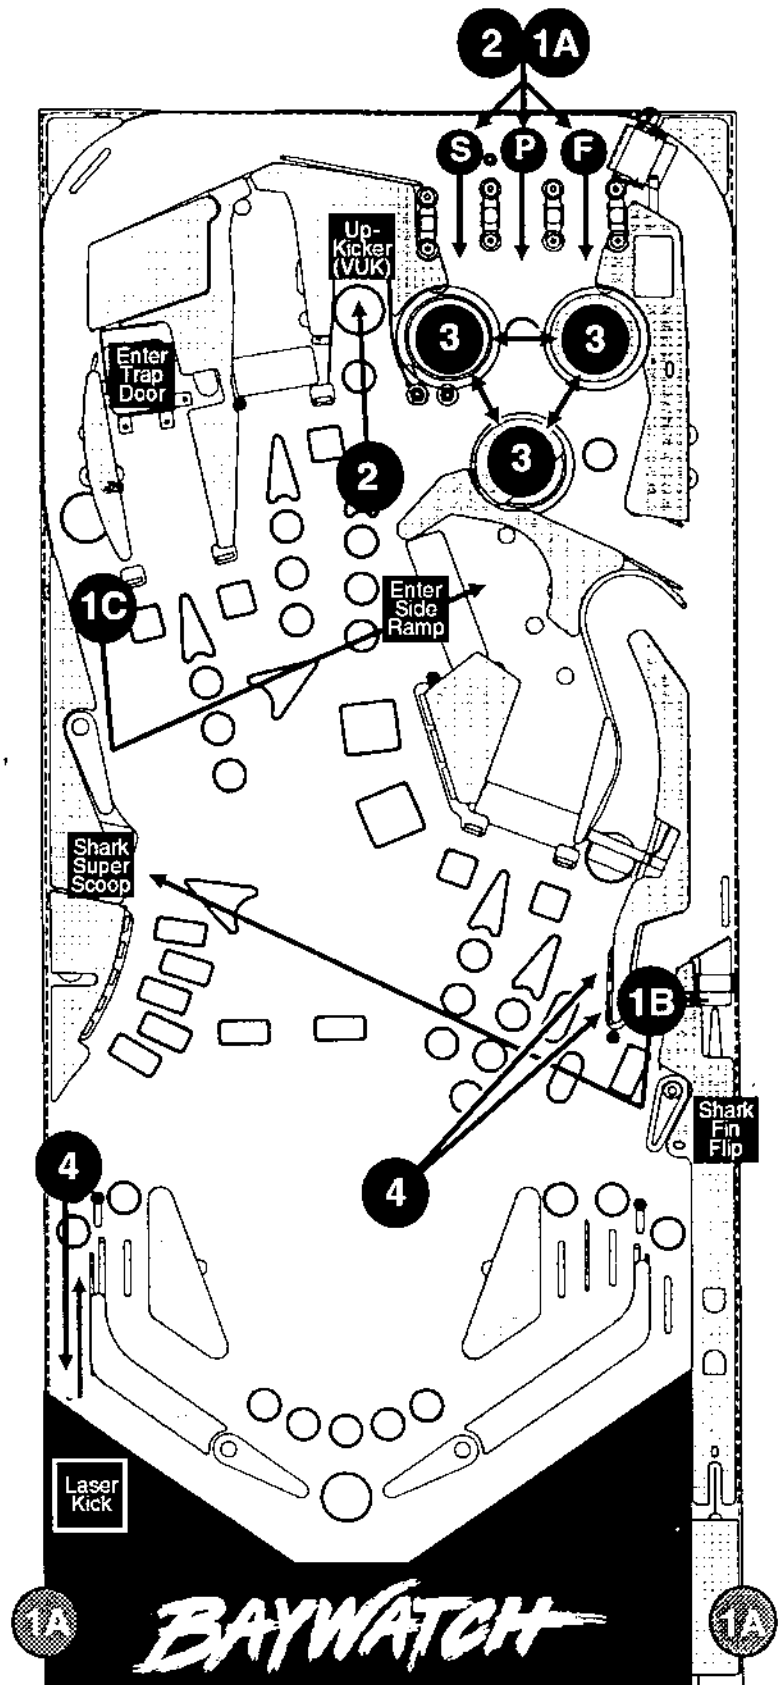 2 1A
S P F
Up-
Kicker
(VUK)
3 3
Enter
Trap
Door
3
2
1C
Enter
Side
Ramp
Shark
Super
Scoop
1B
Shark
Fin
Flip
4
4
Laser
Kick
1A
BAYWATCH
1A